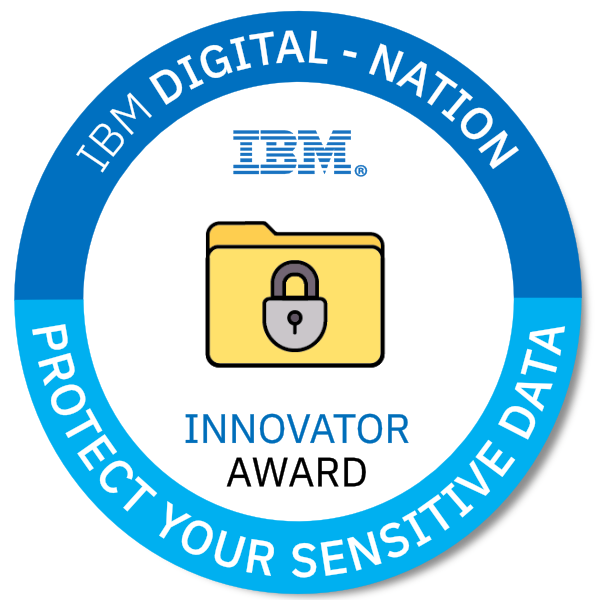 IBM DIGITAL - NATION
IBM®
INNOVATOR
AWARD
PROTECT YOUR SENSITIVE DATA